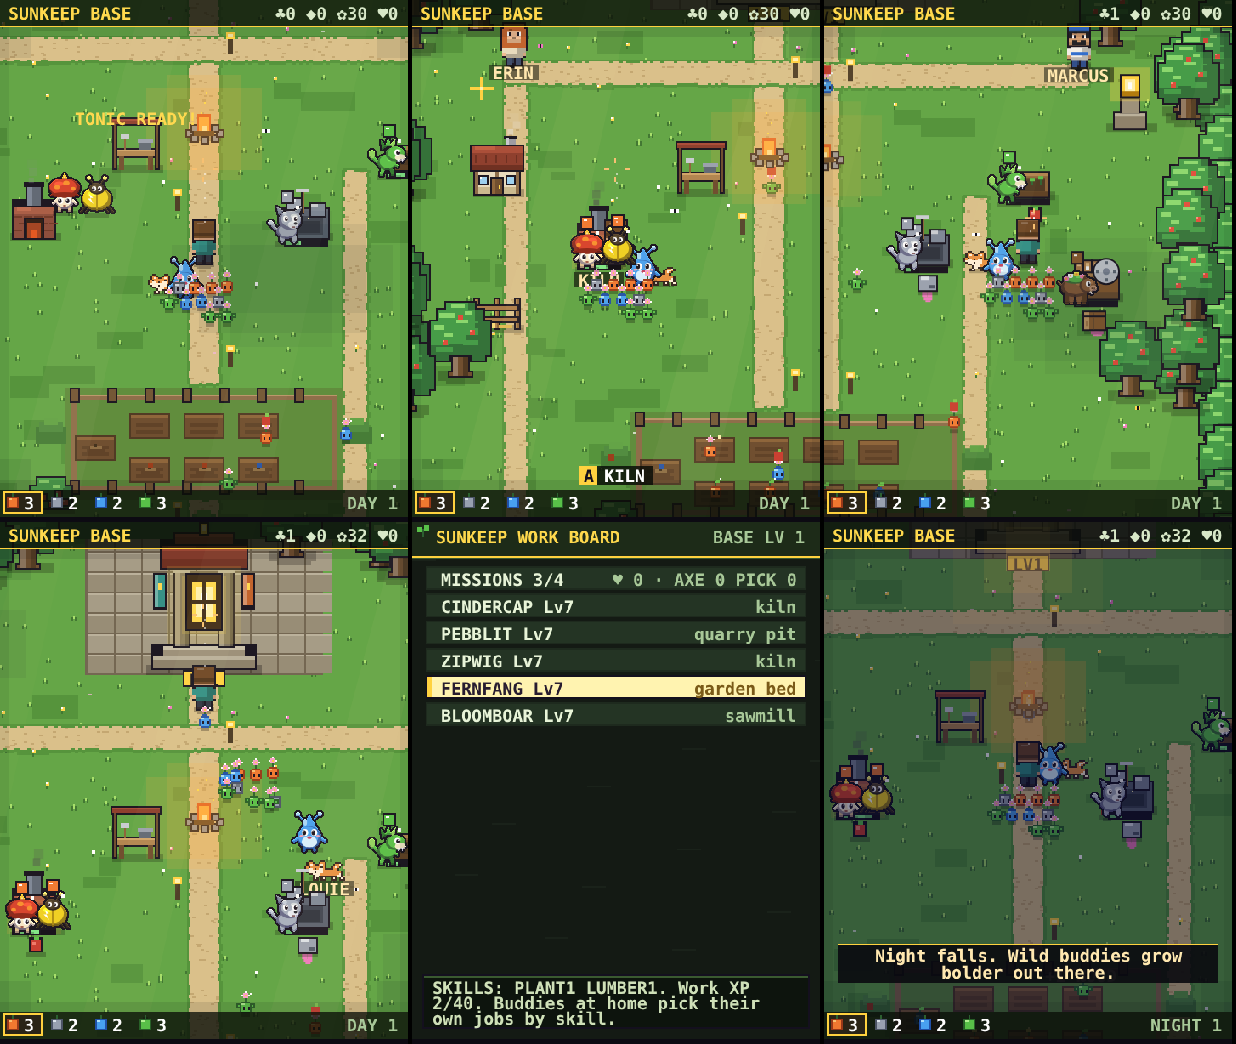 SUNKEEP BASE ♣0 ◆0 ✿30 ♥0
TONIC READY!
3 2 2 3 DAY 1
SUNKEEP BASE ♣0 ◆0 ✿30 ♥0
ERIN
A KILN
3 2 2 3 DAY 1
SUNKEEP BASE ♣1 ◆0 ✿30 ♥0
MARCUS
3 2 2 3 DAY 1
SUNKEEP BASE ♣1 ◆0 ✿32 ♥0
3 2 2 3 DAY 1
SUNKEEP WORK BOARD BASE LV 1
MISSIONS 3/4 ♥ 0 · AXE 0 PICK 0
CINDERCAP Lv7 kiln
PEBBLIT Lv7 quarry pit
ZIPWIG Lv7 kiln
FERNFANG Lv7 garden bed
BLOOMBOAR Lv7 sawmill
SKILLS: PLANT1 LUMBER1. Work XP
2/40. Buddies at home pick their
own jobs by skill.
SUNKEEP BASE ♣1 ◆0 ✿32 ♥0
LV1
Night falls. Wild buddies grow
bolder out there.
3 2 2 3 NIGHT 1